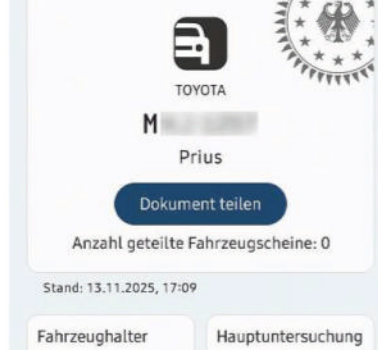 TOYOTA
M
Prius
Dokument teilen
Anzahl geteilte Fahrzeugscheine: 0
Stand: 13.11.2025, 17:09
Fahrzeughalter
Hauptuntersuchung